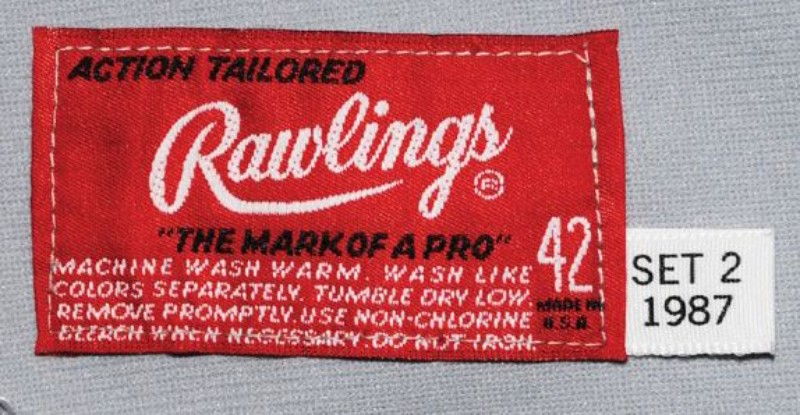 ACTION TAILORED
Rawlings ®
"THE MARK OF A PRO"
42
MACHINE WASH WARM. WASH LIKE
COLORS SEPARATELY. TUMBLE DRY LOW.
REMOVE PROMPTLY. USE NON-CHLORINE
BLEACH WHEN NECESSARY. DO NOT IRON.
MADE IN
U.S.A.
SET 2
1987